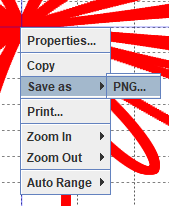 Properties...
Copy
Save as
PNG...
Print...
Zoom In
Zoom Out
Auto Range